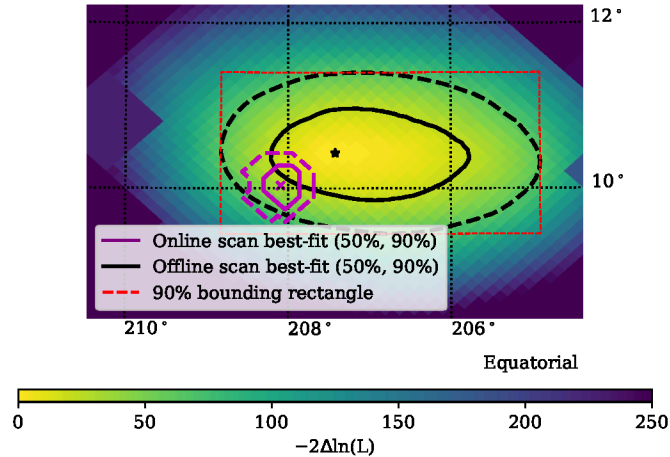 12°
10°
Online scan best-fit (50%, 90%)
Offline scan best-fit (50%, 90%)
90% bounding rectangle
210° 208° 206°
Equatorial
0 50 100 150 200 250
−2Δln(L)